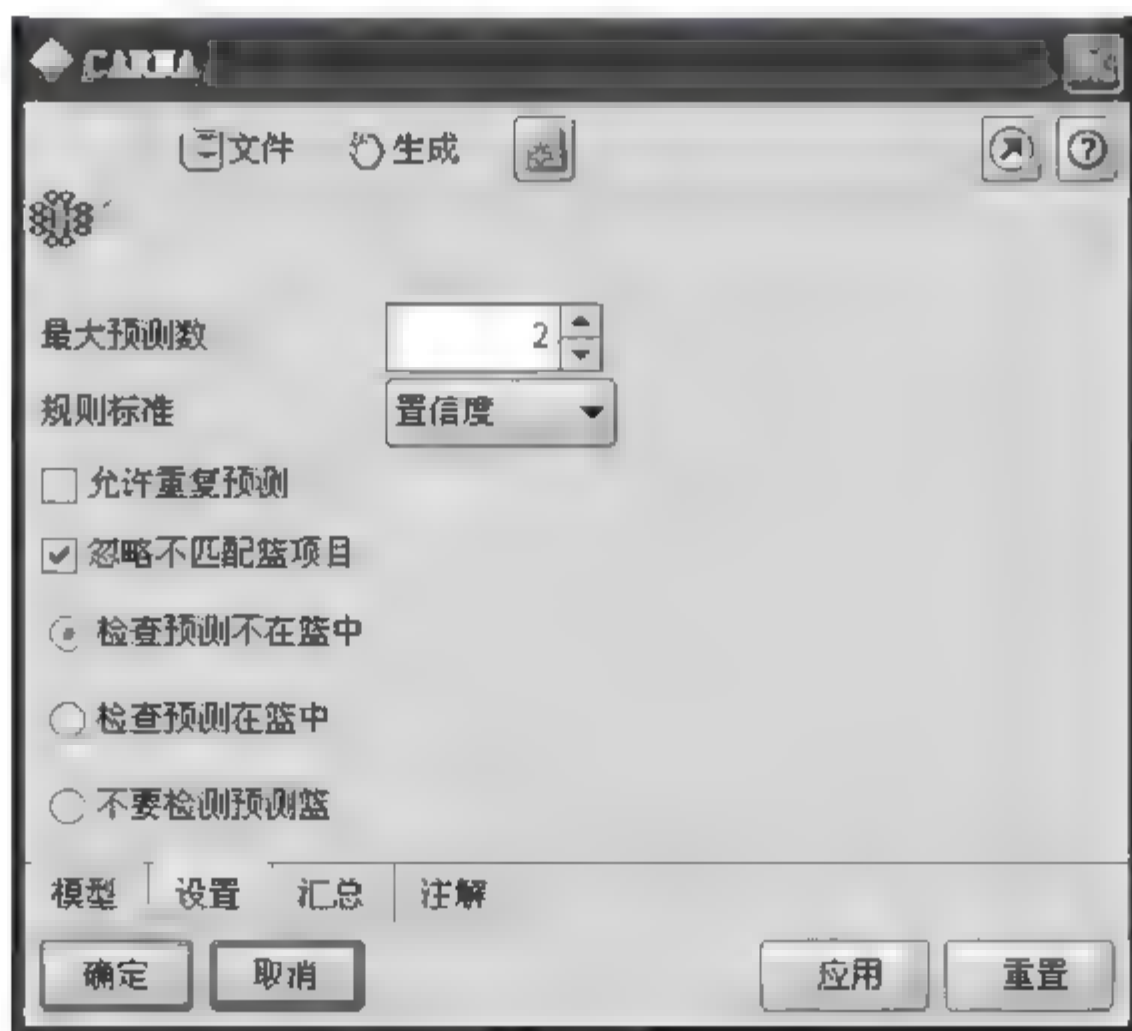 CARMA
文件 生成
最大预测数 2
规则标准 置信度
允许重复预测
忽略不匹配篮项目
检查预测不在篮中
检查预测在篮中
不要检测预测篮
模型 设置 汇总 注解
确定 取消 应用 重置